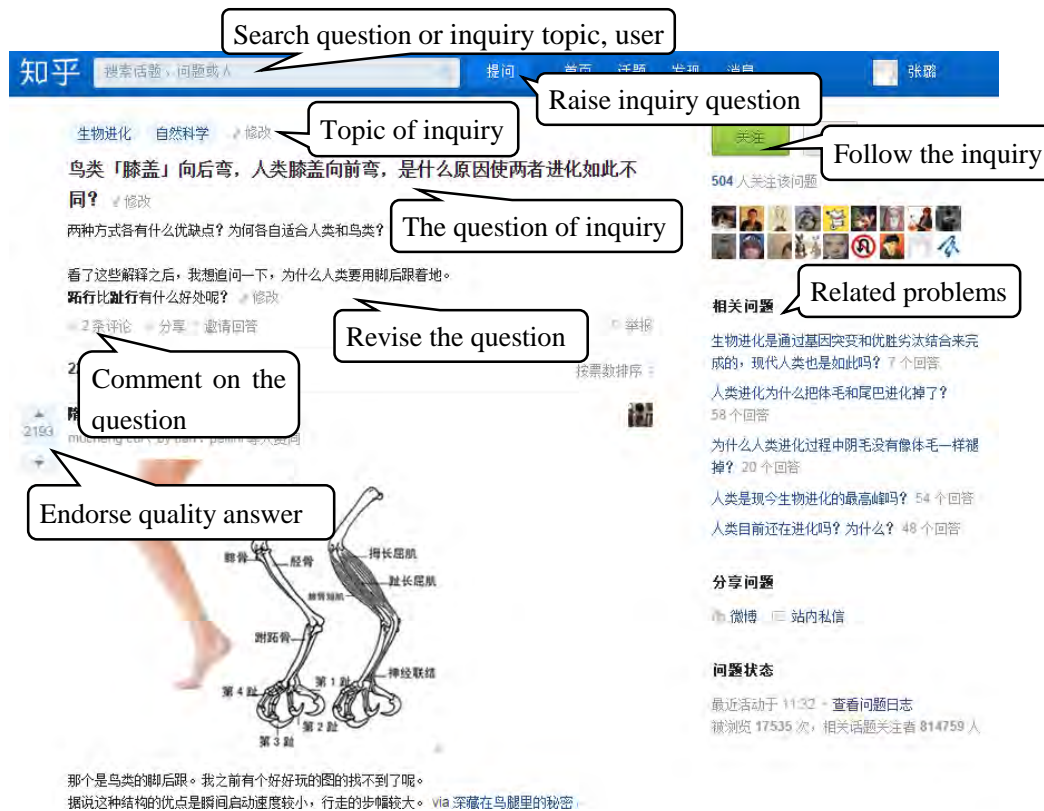 Search question or inquiry topic, user
知乎 搜索话题、问题或人 提问 首页 话题 发现 消息 张璐
Raise inquiry question
生物进化 自然科学 修改
Topic of inquiry
关注
Follow the inquiry
鸟类「膝盖」向后弯，人类膝盖向前弯，是什么原因使两者进化如此不
同？ 修改
504 人关注该问题
The question of inquiry
两种方式各有什么优缺点？为何各自适合人类和鸟类？
看了这些解释之后，我想追问一下，为什么人类要用脚后跟着地。
跖行比趾行有什么好处呢？ 修改
Revise the question
2 条评论 分享 邀请回答 举报
Comment on the
question
按票数排序
2193
Endorse quality answer
Related problems
相关问题
生物进化是通过基因突变和优胜劣汰结合来完
成的，现代人类也是如此吗？ 7 个回答
人类进化为什么把体毛和尾巴进化掉了？
58 个回答
为什么人类进化过程中阴毛没有像体毛一样褪
掉？ 20 个回答
人类是现今生物进化的最高峰吗？ 54 个回答
人类目前还在进化吗？为什么？ 48 个回答
分享问题
微博 站内私信
问题状态
最近活动于 11:32 · 查看问题日志
被浏览 17535 次，相关话题关注者 814759 人
髂骨
胫骨
拇长屈肌
趾长屈肌
跗跖骨
神经联结
第4趾
第1趾
第2趾
第3趾
那个是鸟类的脚后跟。我之前有个好好玩的图的找不到了呢。
据说这种结构的优点是瞬间启动速度较小，行走的步幅较大。 via 深藏在鸟腿里的秘密